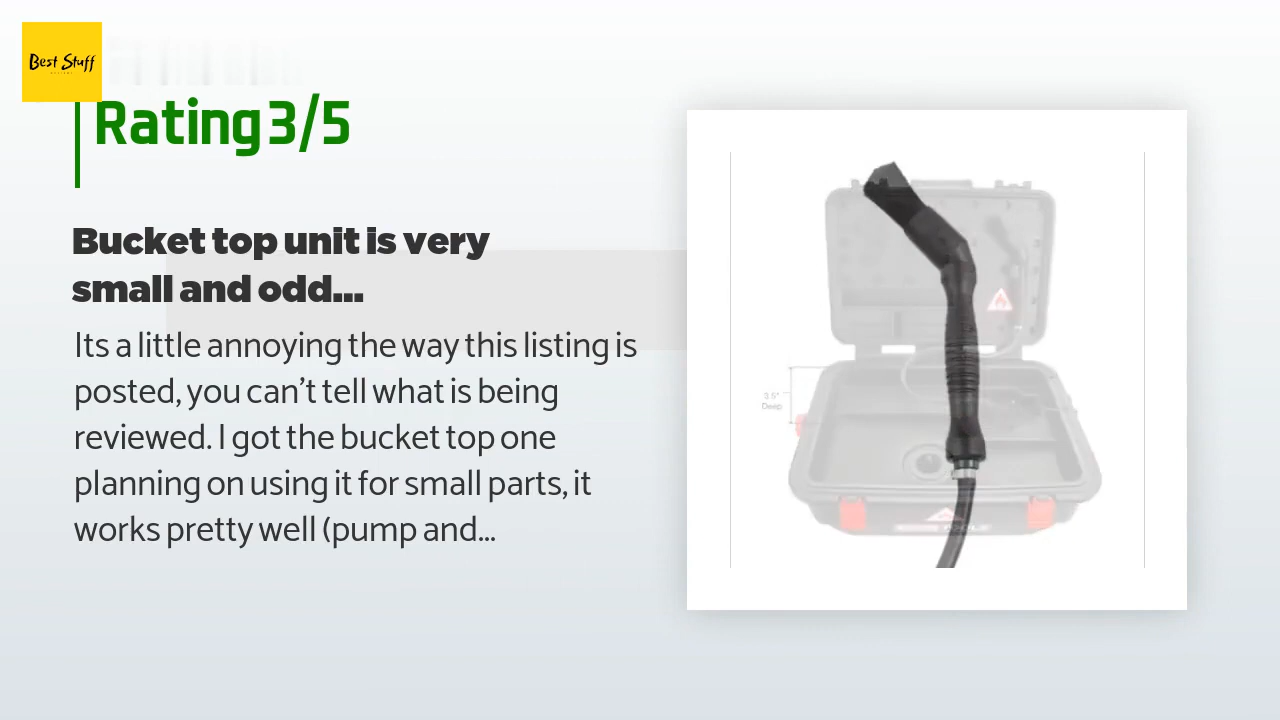 Best Stuff
Rating 3/5
Bucket top unit is very
small and odd...
Its a little annoying the way this listing is
posted, you can't tell what is being
reviewed. I got the bucket top one
planning on using it for small parts, it
works pretty well (pump and...
3.5"
Deep